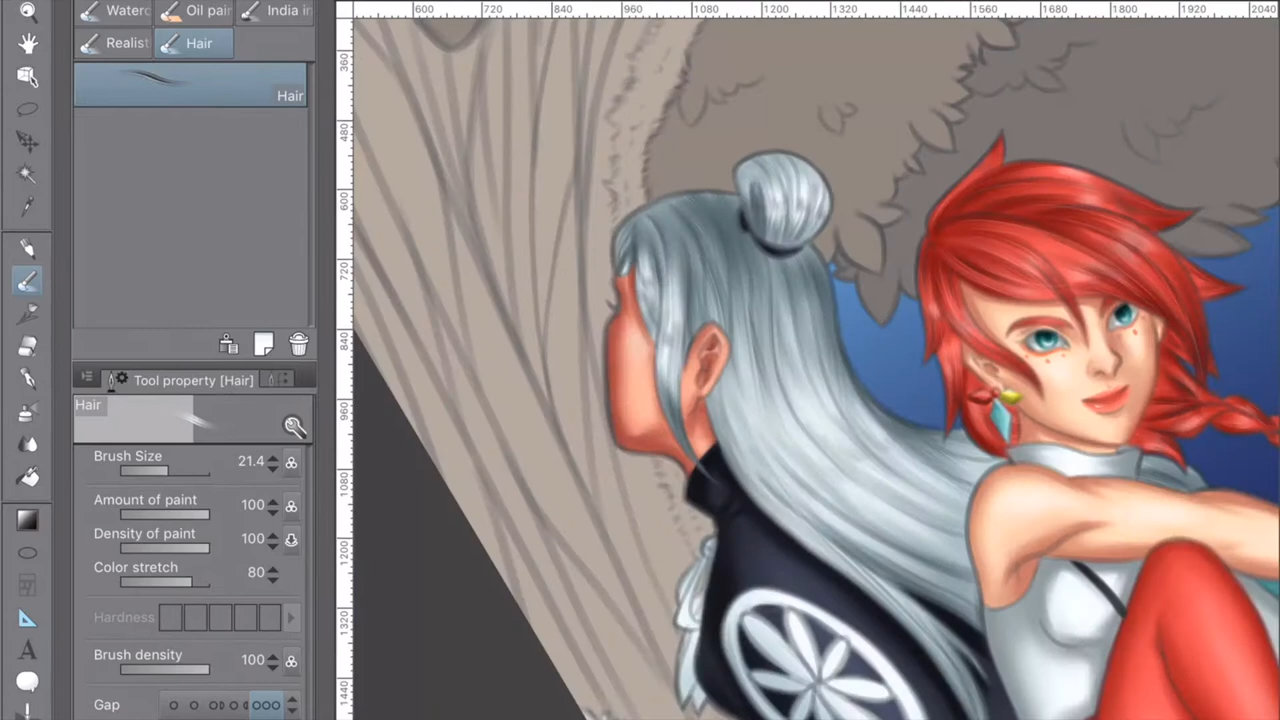 Waterc
Oil pain
India in
Realist
Hair
Hair
Tool property [Hair]
Hair
Brush Size 21.4
Amount of paint 100
Density of paint 100
Color stretch 80
Hardness
Brush density 100
Gap
600 720 840 960 1080 1200 1320 1440 1560 1680 1800 1920 2040
360
480
600
720
840
960
1080
1200
1320
1440
A